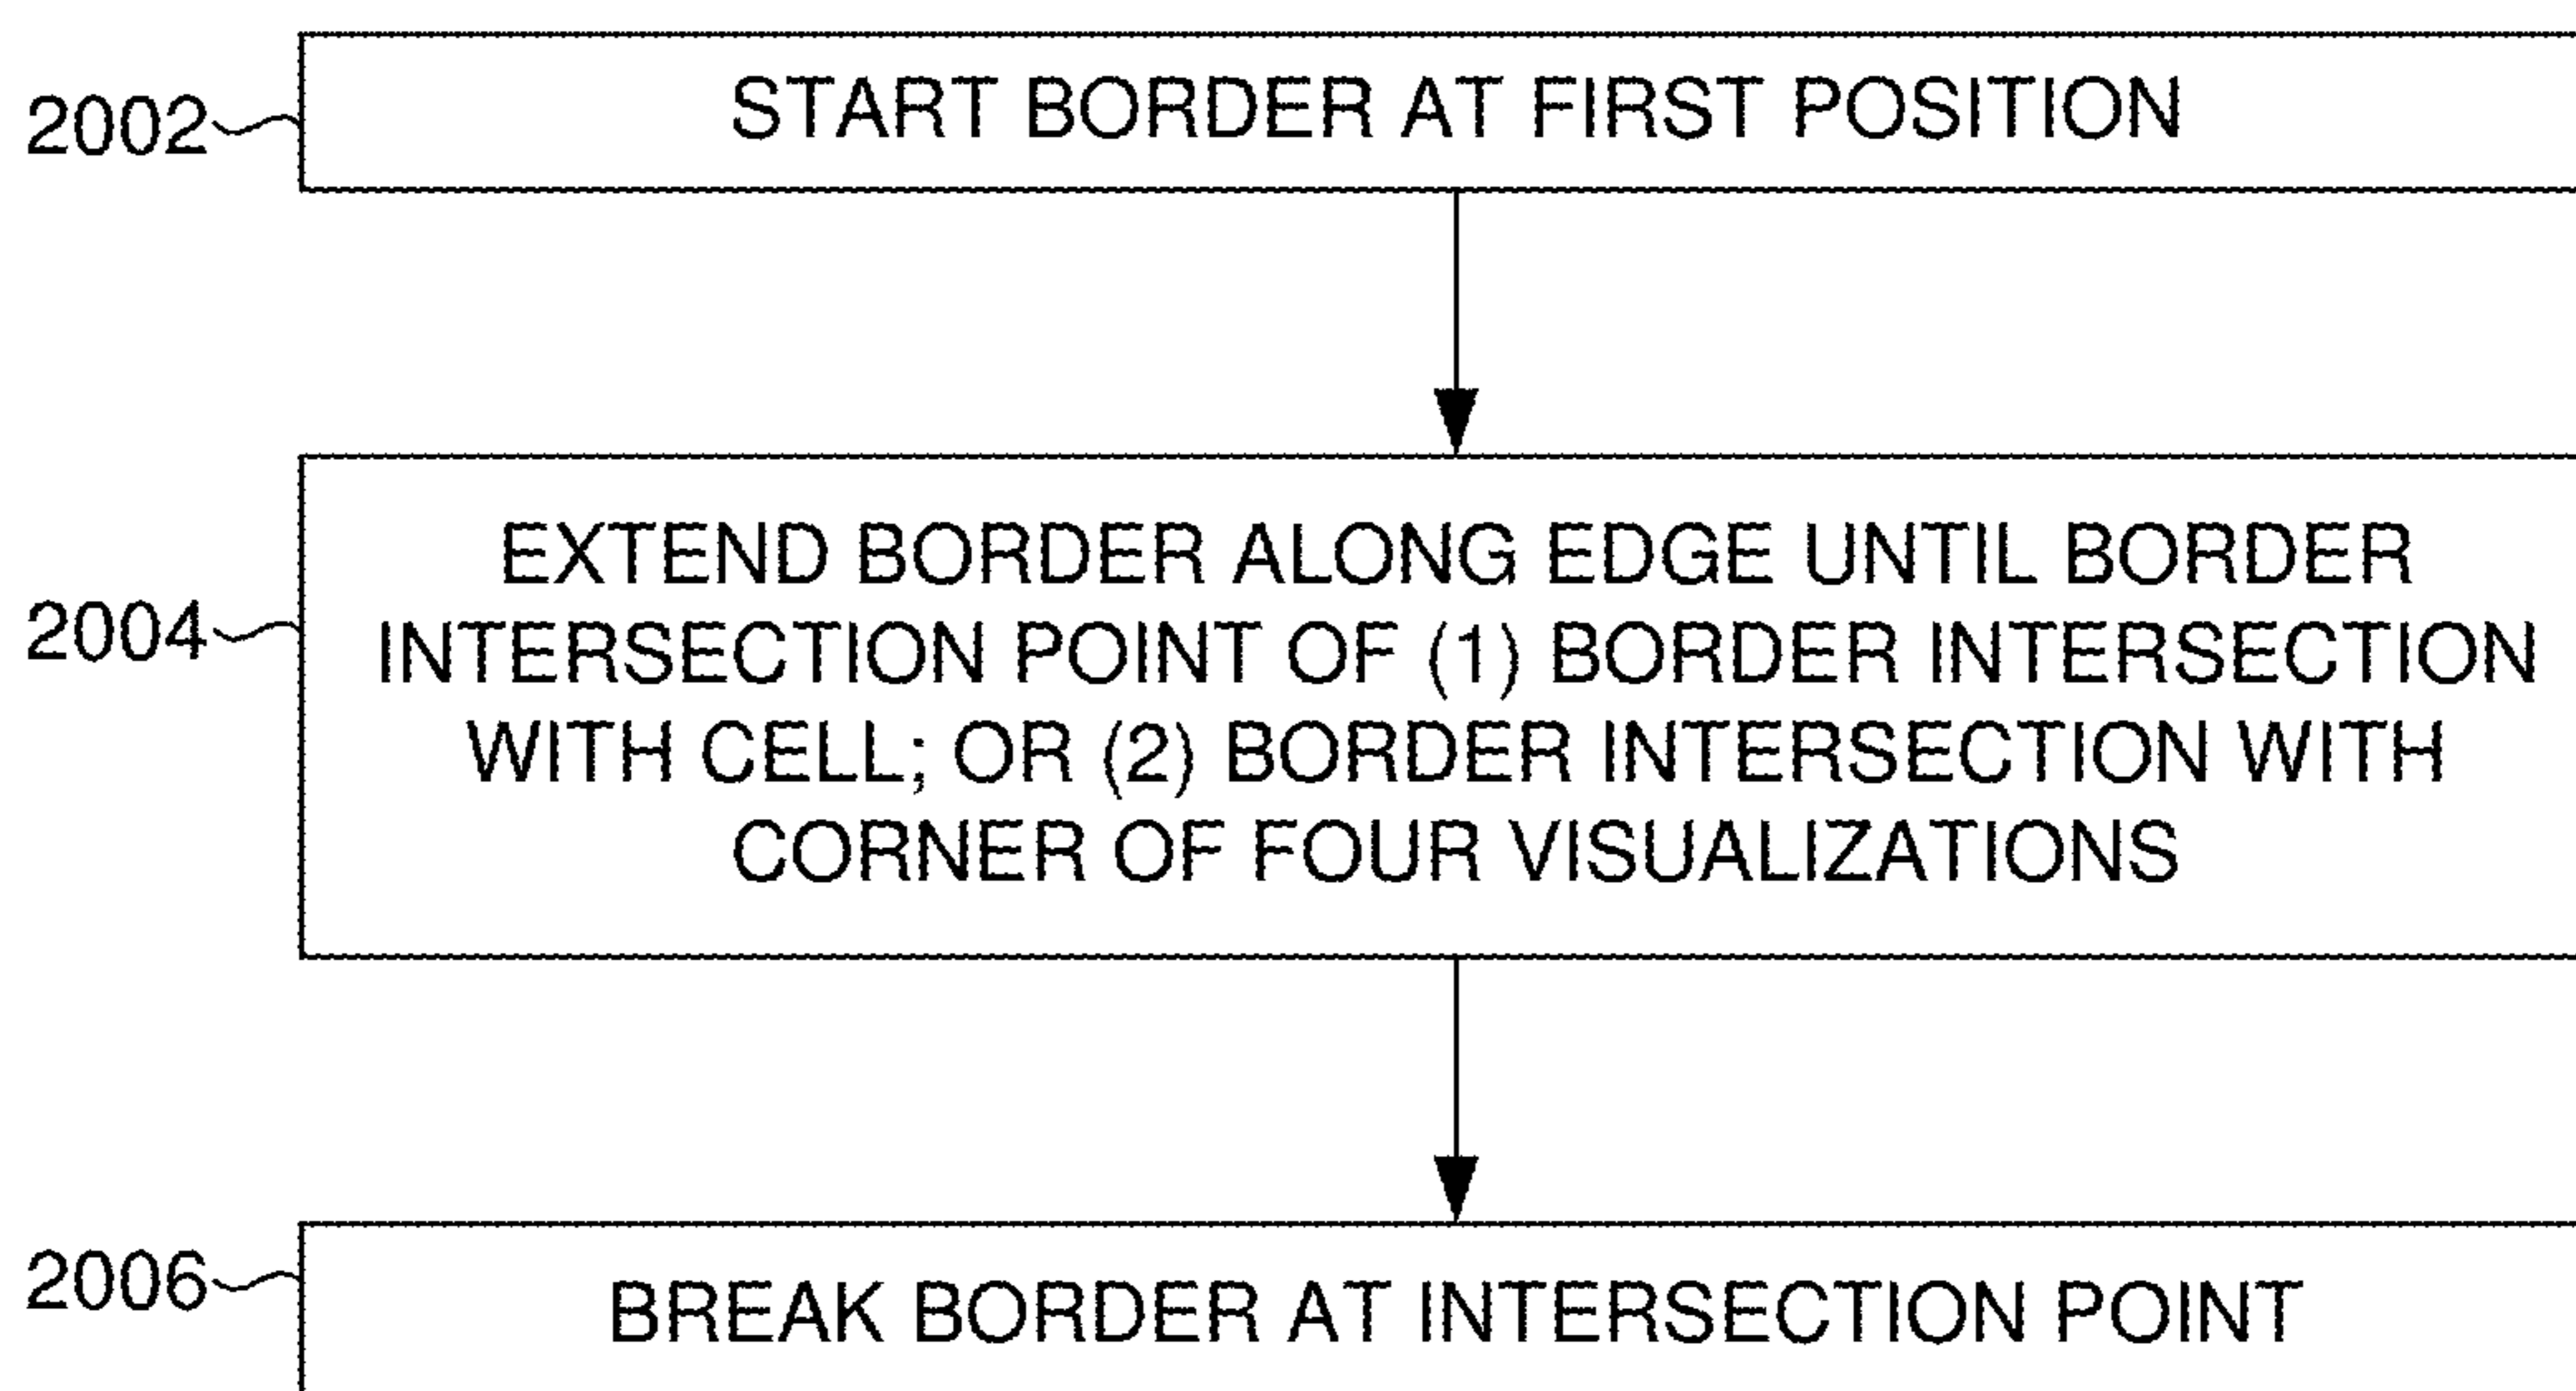 2002
START BORDER AT FIRST POSITION
2004
EXTEND BORDER ALONG EDGE UNTIL BORDER
INTERSECTION POINT OF (1) BORDER INTERSECTION
WITH CELL; OR (2) BORDER INTERSECTION WITH
CORNER OF FOUR VISUALIZATIONS
2006
BREAK BORDER AT INTERSECTION POINT